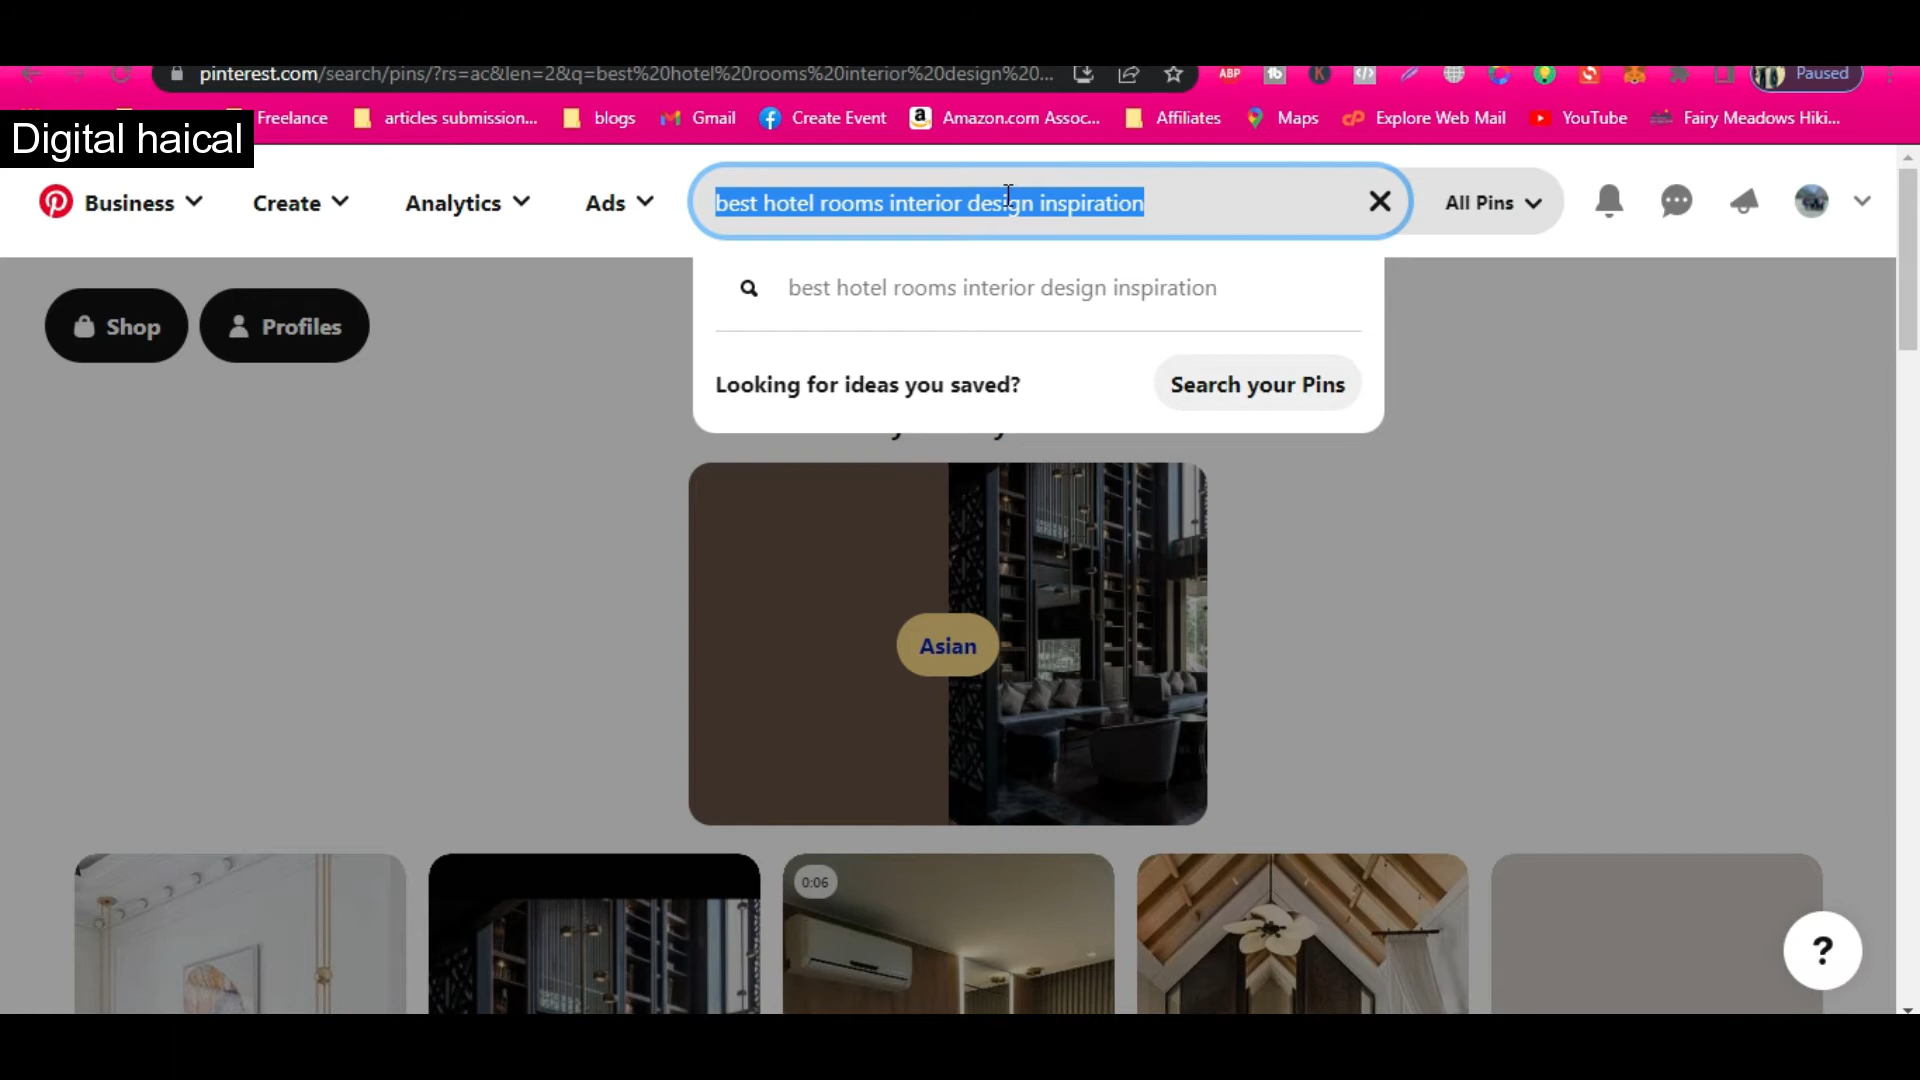 pinterest.com/search/pins/?rs=ac&len=2&q=best%20hotel%20rooms%20interior%20design%20...
ABP
Paused
Digital haical
Freelance
articles submission...
blogs
Gmail
Create Event
Amazon.com Assoc...
Affiliates
Maps
Explore Web Mail
YouTube
Fairy Meadows Hiki...
Business
Create
Analytics
Ads
best hotel rooms interior design inspiration
All Pins
best hotel rooms interior design inspiration
Shop
Profiles
Looking for ideas you saved?
Search your Pins
Asian
0:06
?